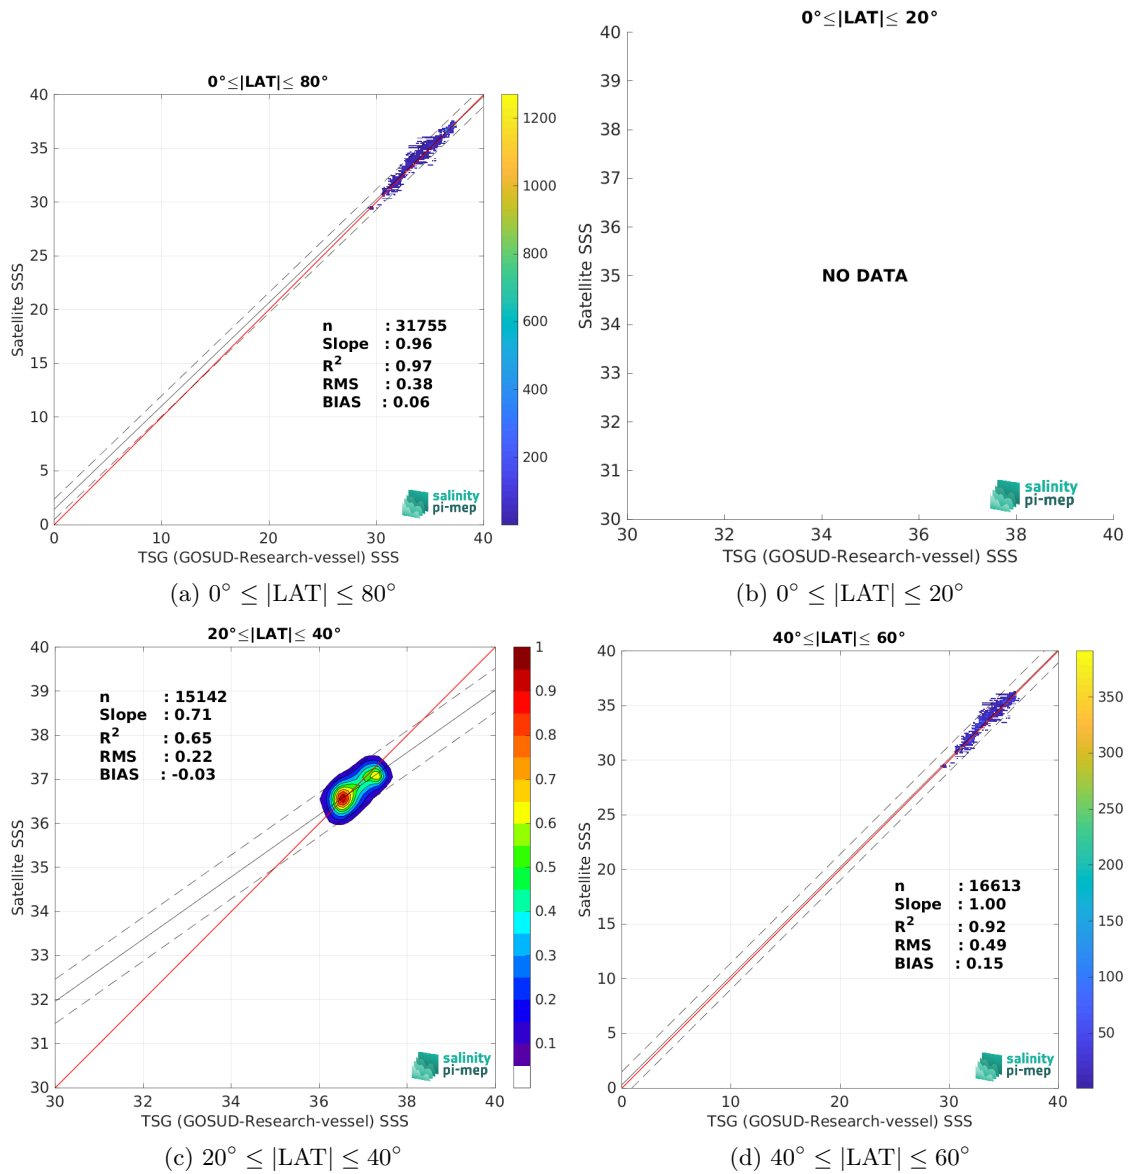 0°≤|LAT|≤ 80°
40
35
30
25
20
15
10
5
0
Satellite SSS
n : 31755
Slope : 0.96
R² : 0.97
RMS : 0.38
BIAS : 0.06
salinity
pi-mep
0 10 20 30 40
TSG (GOSUD-Research-vessel) SSS
1200
1000
800
600
400
200
(a) 0° ≤ |LAT| ≤ 80°
0°≤|LAT|≤ 20°
40
39
38
37
36
35
34
33
32
31
30
Satellite SSS
NO DATA
salinity
pi-mep
30 32 34 36 38 40
TSG (GOSUD-Research-vessel) SSS
(b) 0° ≤ |LAT| ≤ 20°
20°≤|LAT|≤ 40°
40
39
38
37
36
35
34
33
32
31
30
Satellite SSS
n : 15142
Slope : 0.71
R² : 0.65
RMS : 0.22
BIAS : -0.03
salinity
pi-mep
30 32 34 36 38 40
TSG (GOSUD-Research-vessel) SSS
1
0.9
0.8
0.7
0.6
0.5
0.4
0.3
0.2
0.1
(c) 20° ≤ |LAT| ≤ 40°
40°≤|LAT|≤ 60°
40
35
30
25
20
15
10
5
0
Satellite SSS
n : 16613
Slope : 1.00
R² : 0.92
RMS : 0.49
BIAS : 0.15
salinity
pi-mep
0 10 20 30 40
TSG (GOSUD-Research-vessel) SSS
350
300
250
200
150
100
50
(d) 40° ≤ |LAT| ≤ 60°